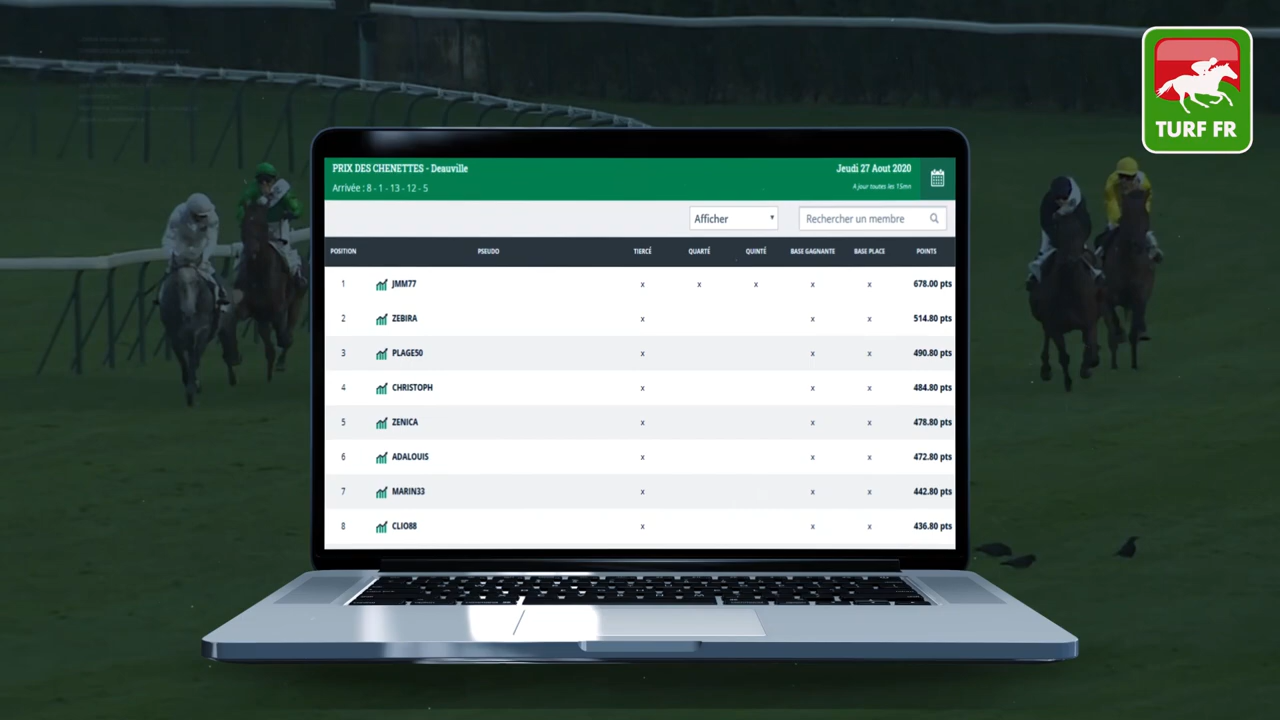 TURF FR
PRIX DES CHENETTES - Deauville
Jeudi 27 Aout 2020
Arrivée : 8 - 1 - 13 - 12 - 5
A jour toutes les 15mn
Afficher
Rechercher un membre
POSITION PSEUDO TIERCÉ QUARTÉ QUINTÉ BASE GAGNANTE BASE PLACE POINTS
1 JMM77 x x x x x 678.00 pts
2 ZEBIRA x x x 514.80 pts
3 PLAGE50 x x x 490.80 pts
4 CHRISTOPH x x x 484.80 pts
5 ZENICA x x x 478.80 pts
6 ADALOUIS x x x 472.80 pts
7 MARIN33 x x x 442.80 pts
8 CLIO88 x x x 436.80 pts